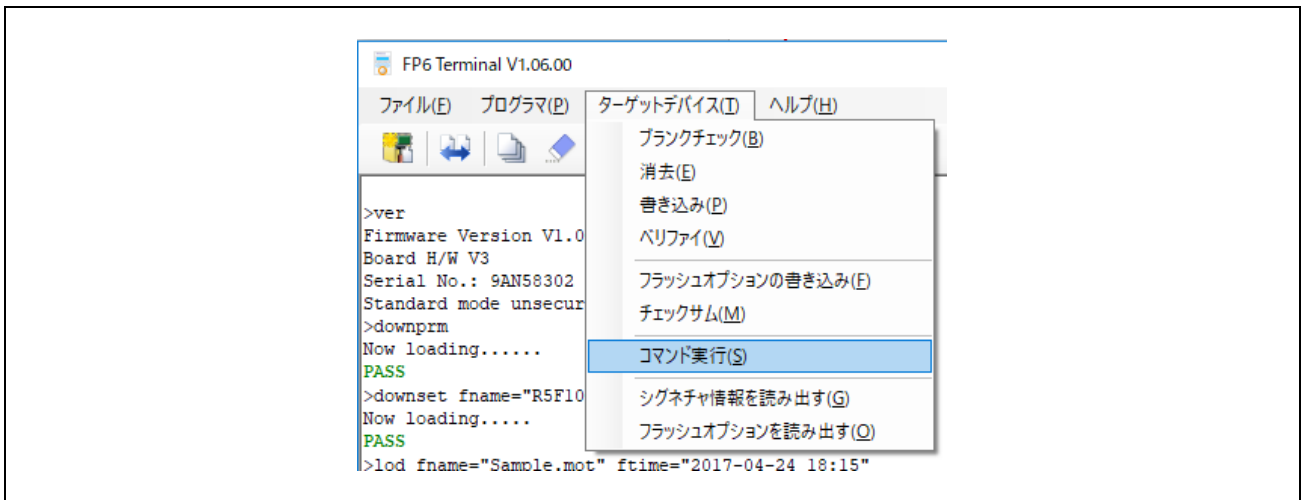 FP6 Terminal V1.06.00
ファイル(F) プログラマ(P) ターゲットデバイス(T) ヘルプ(H)
ブランクチェック(B)
消去(E)
書き込み(P)
ベリファイ(V)
フラッシュオプションの書き込み(F)
チェックサム(M)
コマンド実行(S)
シグネチャ情報を読み出す(G)
フラッシュオプションを読み出す(O)
>ver
Firmware Version V1.0
Board H/W V3
Serial No.: 9AN58302
Standard mode unsecur
>downprm
Now loading......
PASS
>downset fname="R5F10
Now loading.....
PASS
>lod fname="Sample.mot" ftime="2017-04-24 18:15"